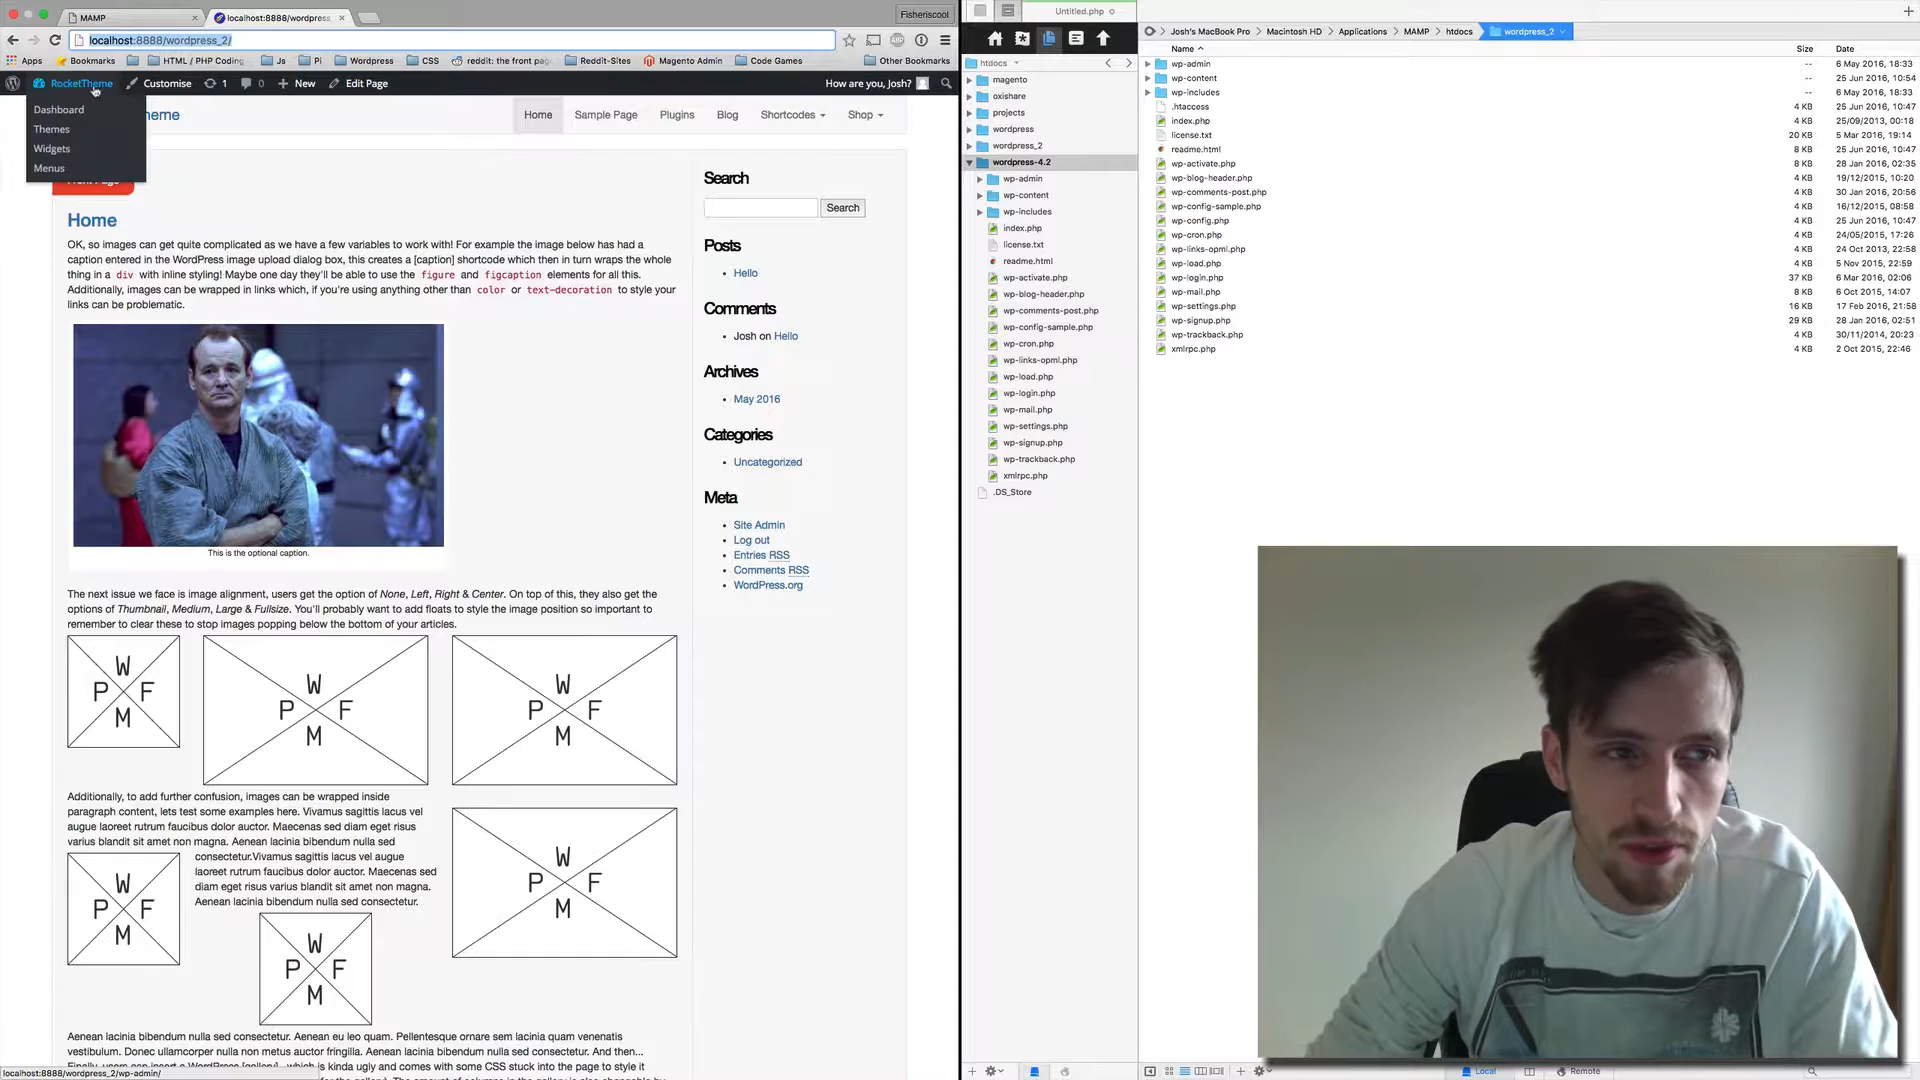 MAMP
localhost:8888/wordpress_
Fisheriscool
localhost:8888/wordpress_2/
Apps
Bookmarks
HTML / PHP Coding
Js
Pi
Wordpress
CSS
reddit: the front pag
Reddit-Sites
Magento Admin
Code Games
Other Bookmarks
RocketTheme
Customise
1
0
New
Edit Page
How are you, Josh?
Dashboard
Themes
Widgets
Menus
heme
Home
Sample Page
Plugins
Blog
Shortcodes
Shop
Front Page
Home
OK, so images can get quite complicated as we have a few variables to work with! For example the image below has had a
caption entered in the WordPress image upload dialog box, this creates a [caption] shortcode which then in turn wraps the whole
thing in a div with inline styling! Maybe one day they'll be able to use the figure and figcaption elements for all this.
Additionally, images can be wrapped in links which, if you're using anything other than color or text-decoration to style your
links can be problematic.
This is the optional caption.
The next issue we face is image alignment, users get the option of None, Left, Right & Center. On top of this, they also get the
options of Thumbnail, Medium, Large & Fullsize. You'll probably want to add floats to style the image position so important to
remember to clear these to stop images popping below the bottom of your articles.
W
P F
M
W
P F
M
W
P F
M
Additionally, to add further confusion, images can be wrapped inside
paragraph content, lets test some examples here. Vivamus sagittis lacus vel
augue laoreet rutrum faucibus dolor auctor. Maecenas sed diam eget risus
varius blandit sit amet non magna. Aenean lacinia bibendum nulla sed
consectetur.Vivamus sagittis lacus vel augue
laoreet rutrum faucibus dolor auctor. Maecenas sed
diam eget risus varius blandit sit amet non magna.
Aenean lacinia bibendum nulla sed consectetur.
W
P F
M
W
P F
M
W
P F
M
Aenean lacinia bibendum nulla sed consectetur. Aenean eu leo quam. Pellentesque ornare sem lacinia quam venenatis
vestibulum. Donec ullamcorper nulla non metus auctor fringilla. Aenean lacinia bibendum nulla sed consectetur. And then...
Finally, users can insert a WordPress [gallery], which is kinda ugly and comes with some CSS stuck into the page to style it
localhost:8888/wordpress_2/wp-admin/
Search
Search
Posts
Hello
Comments
Josh on Hello
Archives
May 2016
Categories
Uncategorized
Meta
Site Admin
Log out
Entries RSS
Comments RSS
WordPress.org
Untitled.php
htdocs
magento
oxishare
projects
wordpress
wordpress_2
wordpress-4.2
wp-admin
wp-content
wp-includes
index.php
license.txt
readme.html
wp-activate.php
wp-blog-header.php
wp-comments-post.php
wp-config-sample.php
wp-cron.php
wp-links-opml.php
wp-load.php
wp-login.php
wp-mail.php
wp-settings.php
wp-signup.php
wp-trackback.php
xmlrpc.php
.DS_Store
Josh's MacBook Pro
Macintosh HD
Applications
MAMP
htdocs
wordpress_2
Name Size Date
wp-admin -- 6 May 2016, 18:33
wp-content -- 25 Jun 2016, 10:54
wp-includes -- 6 May 2016, 18:33
.htaccess 4 KB 25 Jun 2016, 10:47
index.php 4 KB 25/09/2013, 00:18
license.txt 20 KB 5 Mar 2016, 19:14
readme.html 8 KB 25 Jun 2016, 10:47
wp-activate.php 8 KB 28 Jan 2016, 02:35
wp-blog-header.php 4 KB 19/12/2015, 10:20
wp-comments-post.php 4 KB 30 Jan 2016, 20:56
wp-config-sample.php 4 KB 16/12/2015, 08:58
wp-config.php 4 KB 25 Jun 2016, 10:47
wp-cron.php 4 KB 24/05/2015, 17:26
wp-links-opml.php 4 KB 24 Oct 2013, 22:58
wp-load.php 4 KB 5 Nov 2015, 22:59
wp-login.php 37 KB 6 Mar 2016, 02:06
wp-mail.php 8 KB 6 Oct 2015, 14:07
wp-settings.php 16 KB 17 Feb 2016, 21:58
wp-signup.php 29 KB 28 Jan 2016, 02:51
wp-trackback.php 4 KB 30/11/2014, 20:23
xmlrpc.php 4 KB 2 Oct 2015, 22:46
Local
Remote